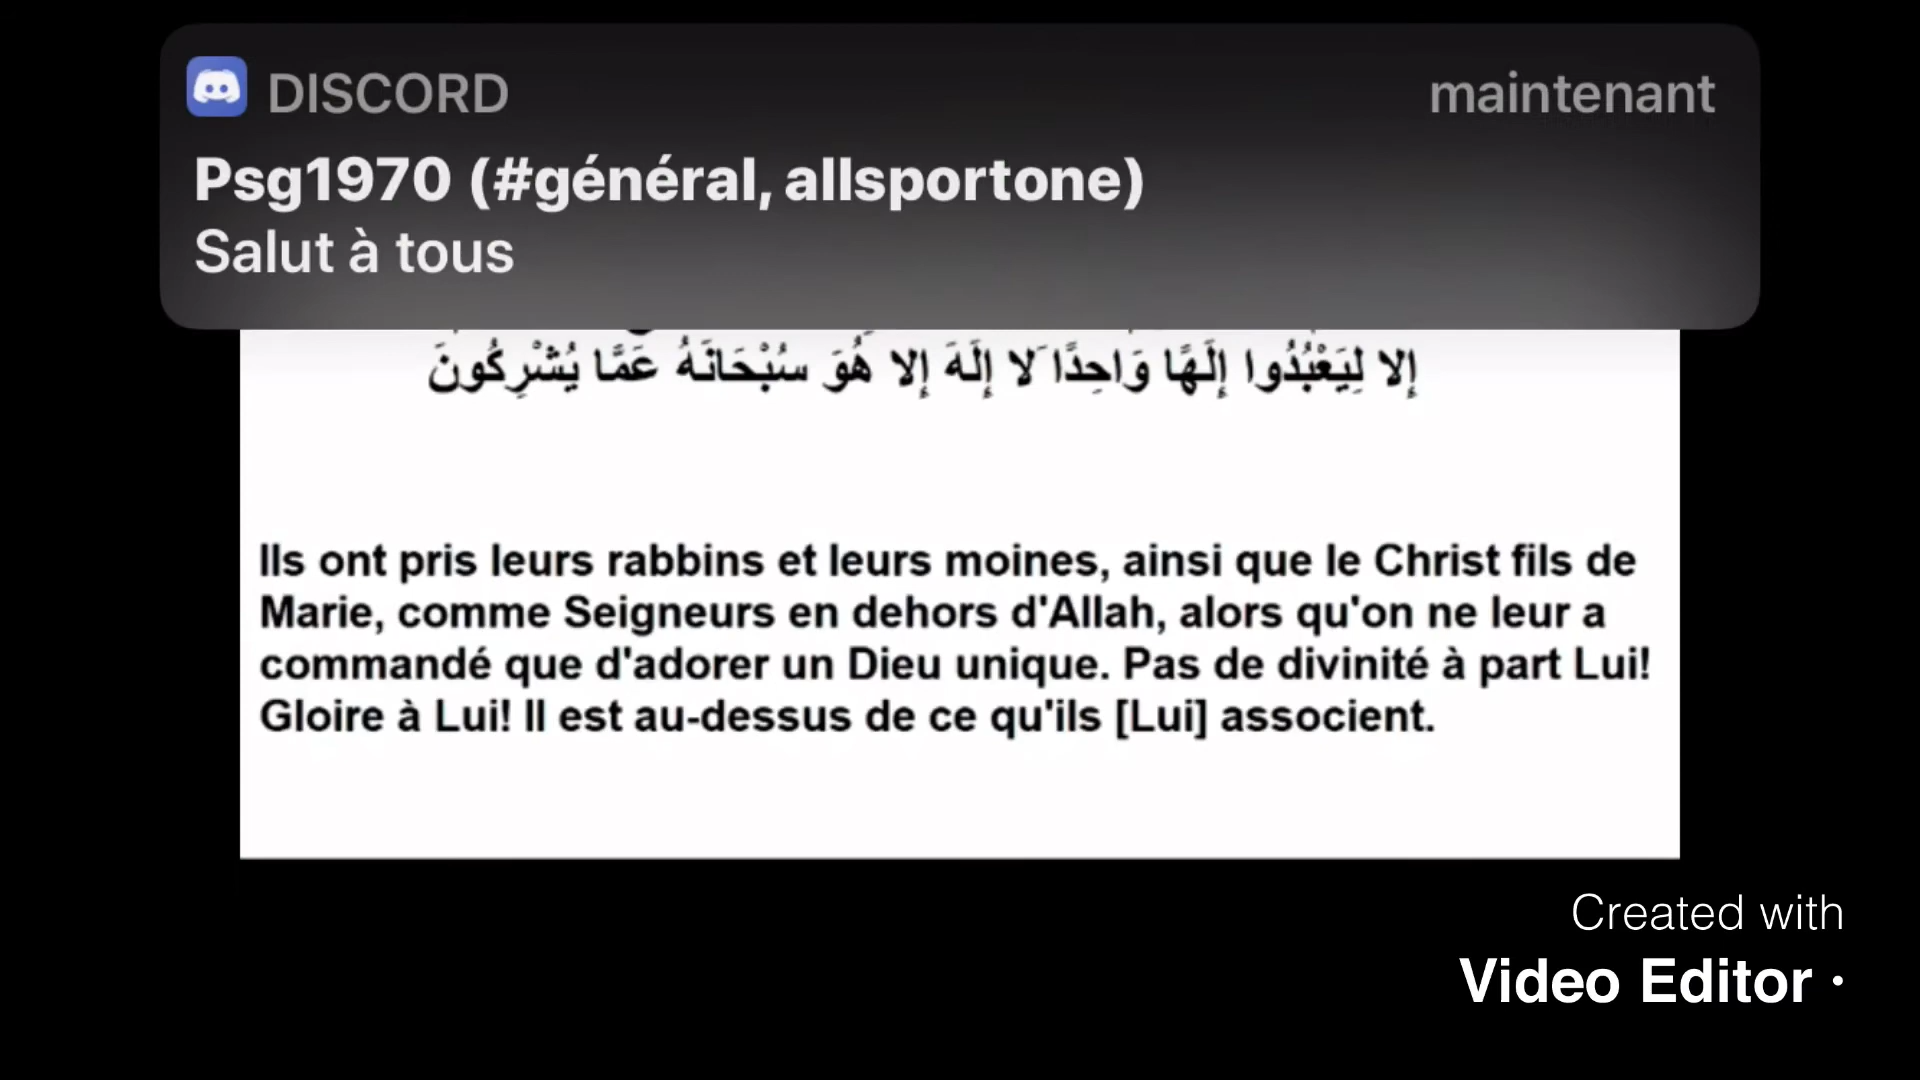 DISCORD maintenant
Psg1970 (#général, allsportone)
Salut à tous
إِلا لِيَعْبُدُوا إِلَهًا وَاحِدًا َلا إِلَهَ إِلا هُوَ سُبْحَانَهُ عَمَّا يُشْرِكُونَ
Ils ont pris leurs rabbins et leurs moines, ainsi que le Christ fils de
Marie, comme Seigneurs en dehors d'Allah, alors qu'on ne leur a
commandé que d'adorer un Dieu unique. Pas de divinité à part Lui!
Gloire à Lui! Il est au-dessus de ce qu'ils [Lui] associent.
Created with
Video Editor ·